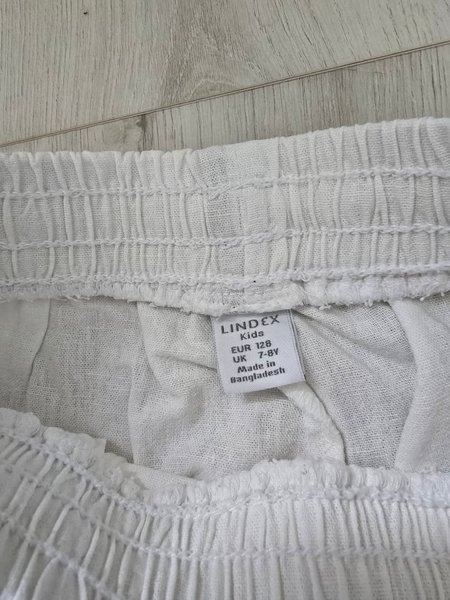 LINDEX
Kids
EUR 128
UK 7-8Y
Made in
Bangladesh